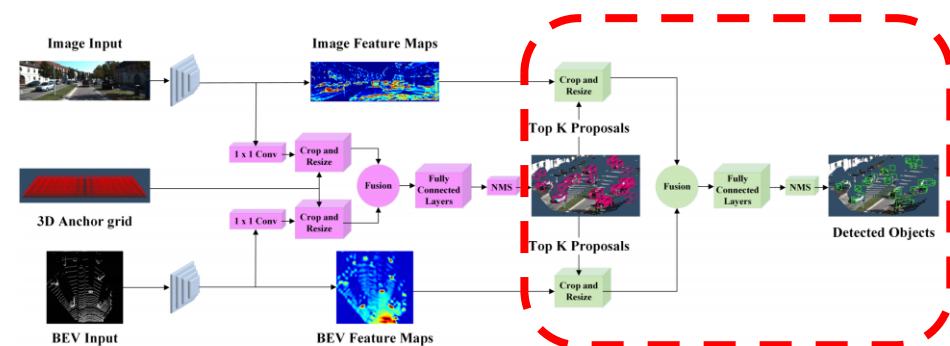 Image Input
Image Feature Maps
Crop and
Resize
Top K Proposals
1 x 1 Conv
Crop and
Resize
3D Anchor grid
Fusion
Fully
Connected
Layers
NMS
1 x 1 Conv
Crop and
Resize
Fusion
Fully
Connected
Layers
NMS
Detected Objects
Top K Proposals
Crop and
Resize
BEV Input
BEV Feature Maps